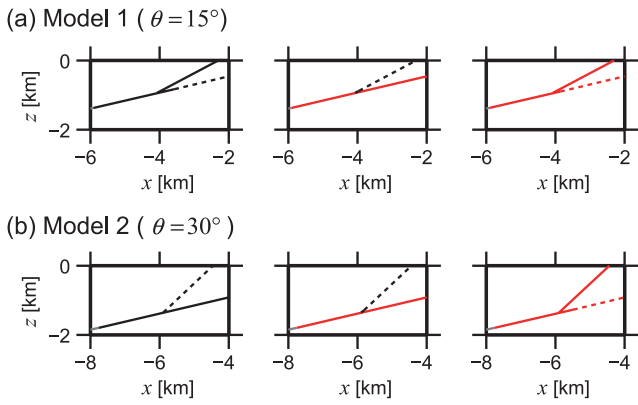 (a) Model 1 ( θ = 15°)
0
−2
z [km]
−6 −4 −2
−6 −4 −2
−6 −4 −2
x [km] x [km] x [km]
(b) Model 2 ( θ = 30°)
0
−2
z [km]
−8 −6 −4
−8 −6 −4
−8 −6 −4
x [km] x [km] x [km]